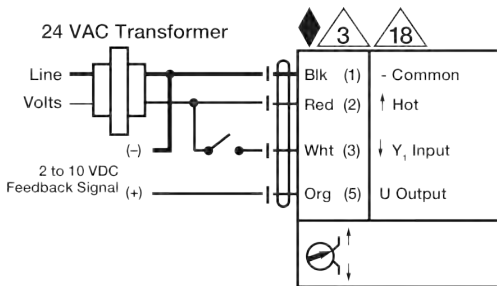 24 VAC Transformer
3
18
Line
Volts
Blk (1) - Common
Red (2) ↑ Hot
(–)
Wht (3) ↓ Y₁ Input
2 to 10 VDC
Feedback Signal (+)
Org (5) U Output